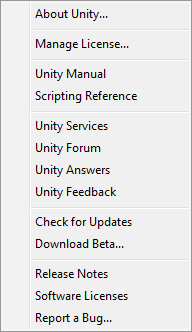 About Unity...
Manage License...
Unity Manual
Scripting Reference
Unity Services
Unity Forum
Unity Answers
Unity Feedback
Check for Updates
Download Beta...
Release Notes
Software Licenses
Report a Bug...